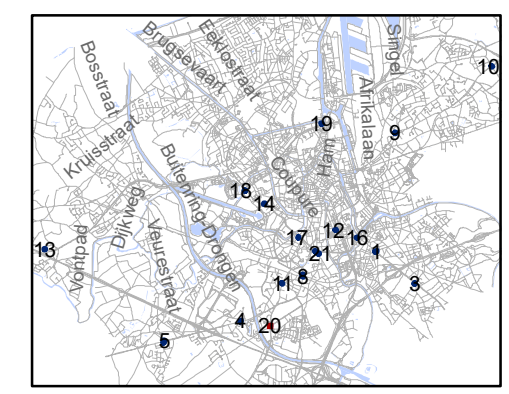 Brugsevaart
Eeklostraat
Singel
Bosstraat
10
Afrikalaan
19
9
Kruisstraat
Ham
Buitenring-Drongen
Coupure
18
14
Dijkweg
12
17
16
13
21
1
Vontpad
Veurestraat
8
11
3
4
20
5